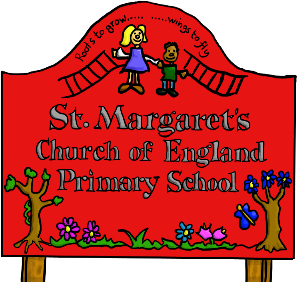 Roots to grow.... .....wings to fly
St. Margaret's
Church of England
Primary School